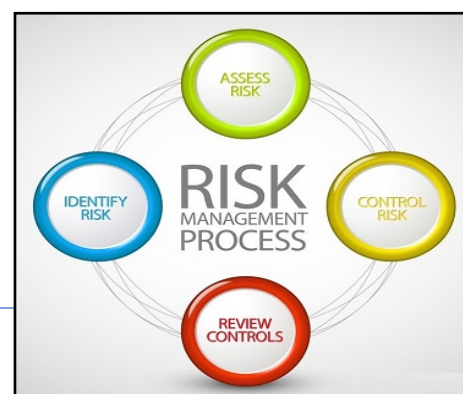 ASSESS
RISK
IDENTIFY
RISK
RISK
MANAGEMENT
PROCESS
CONTROL
RISK
REVIEW
CONTROLS